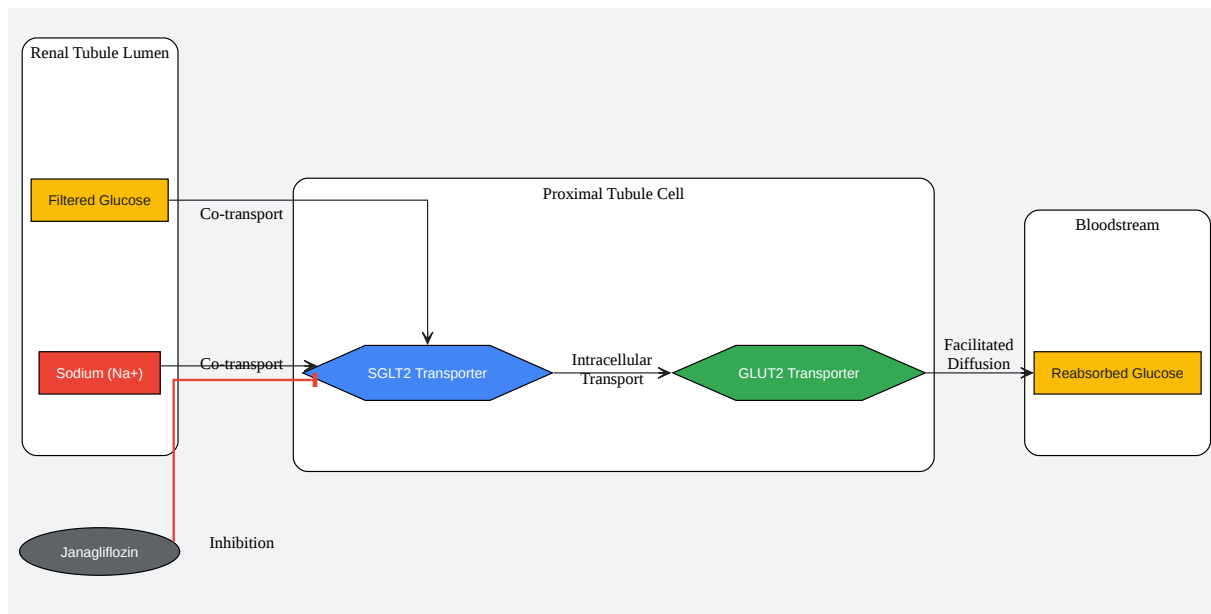 Renal Tubule Lumen
Filtered Glucose
Co-transport
Sodium (Na+)
Co-transport
Proximal Tubule Cell
SGLT2 Transporter
Intracellular
Transport
GLUT2 Transporter
Facilitated
Diffusion
Bloodstream
Reabsorbed Glucose
Janagliflozin
Inhibition